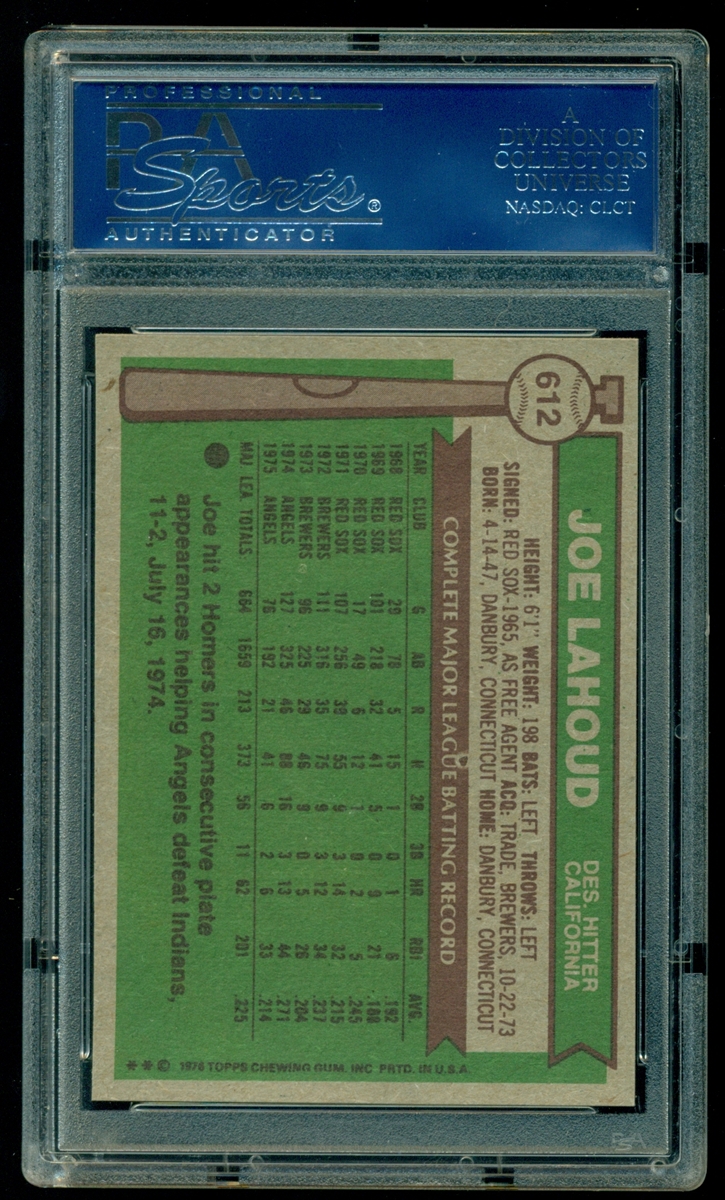 PROFESSIONAL
PSA
Sports®
AUTHENTICATOR
A
DIVISION OF
COLLECTORS
UNIVERSE
NASDAQ: CLCT
612
JOE LAHOUD
DES. HITTER
CALIFORNIA
HEIGHT: 6'1" WEIGHT: 198 BATS: LEFT THROWS: LEFT
SIGNED: RED SOX-1965, AS FREE AGENT ACQ: TRADE, BREWERS, 10-22-73
BORN: 4-14-47, DANBURY, CONNECTICUT HOME: DANBURY, CONNECTICUT
COMPLETE MAJOR LEAGUE BATTING RECORD
YEAR CLUB G AB R H 2B 3B HR RBI AVG.
1968 RED SOX 29 78 5 15 1 0 1 6 .192
1969 RED SOX 101 218 32 41 5 0 9 21 .188
1970 RED SOX 17 49 6 12 1 0 2 5 .245
1971 RED SOX 107 256 39 55 9 3 14 32 .215
1972 BREWERS 111 316 35 75 9 3 12 34 .237
1973 BREWERS 96 225 29 46 9 0 5 26 .204
1974 ANGELS 127 325 46 88 16 3 13 44 .271
1975 ANGELS 76 192 21 41 6 2 6 33 .214
MAJ. LEA. TOTALS 664 1659 213 373 56 11 62 201 .225
Joe hit 2 Homers in consecutive plate
appearances helping Angels defeat Indians,
11-2, July 16, 1974.
**© 1976 TOPPS CHEWING GUM, INC PRTD. IN U.S.A.
PSA